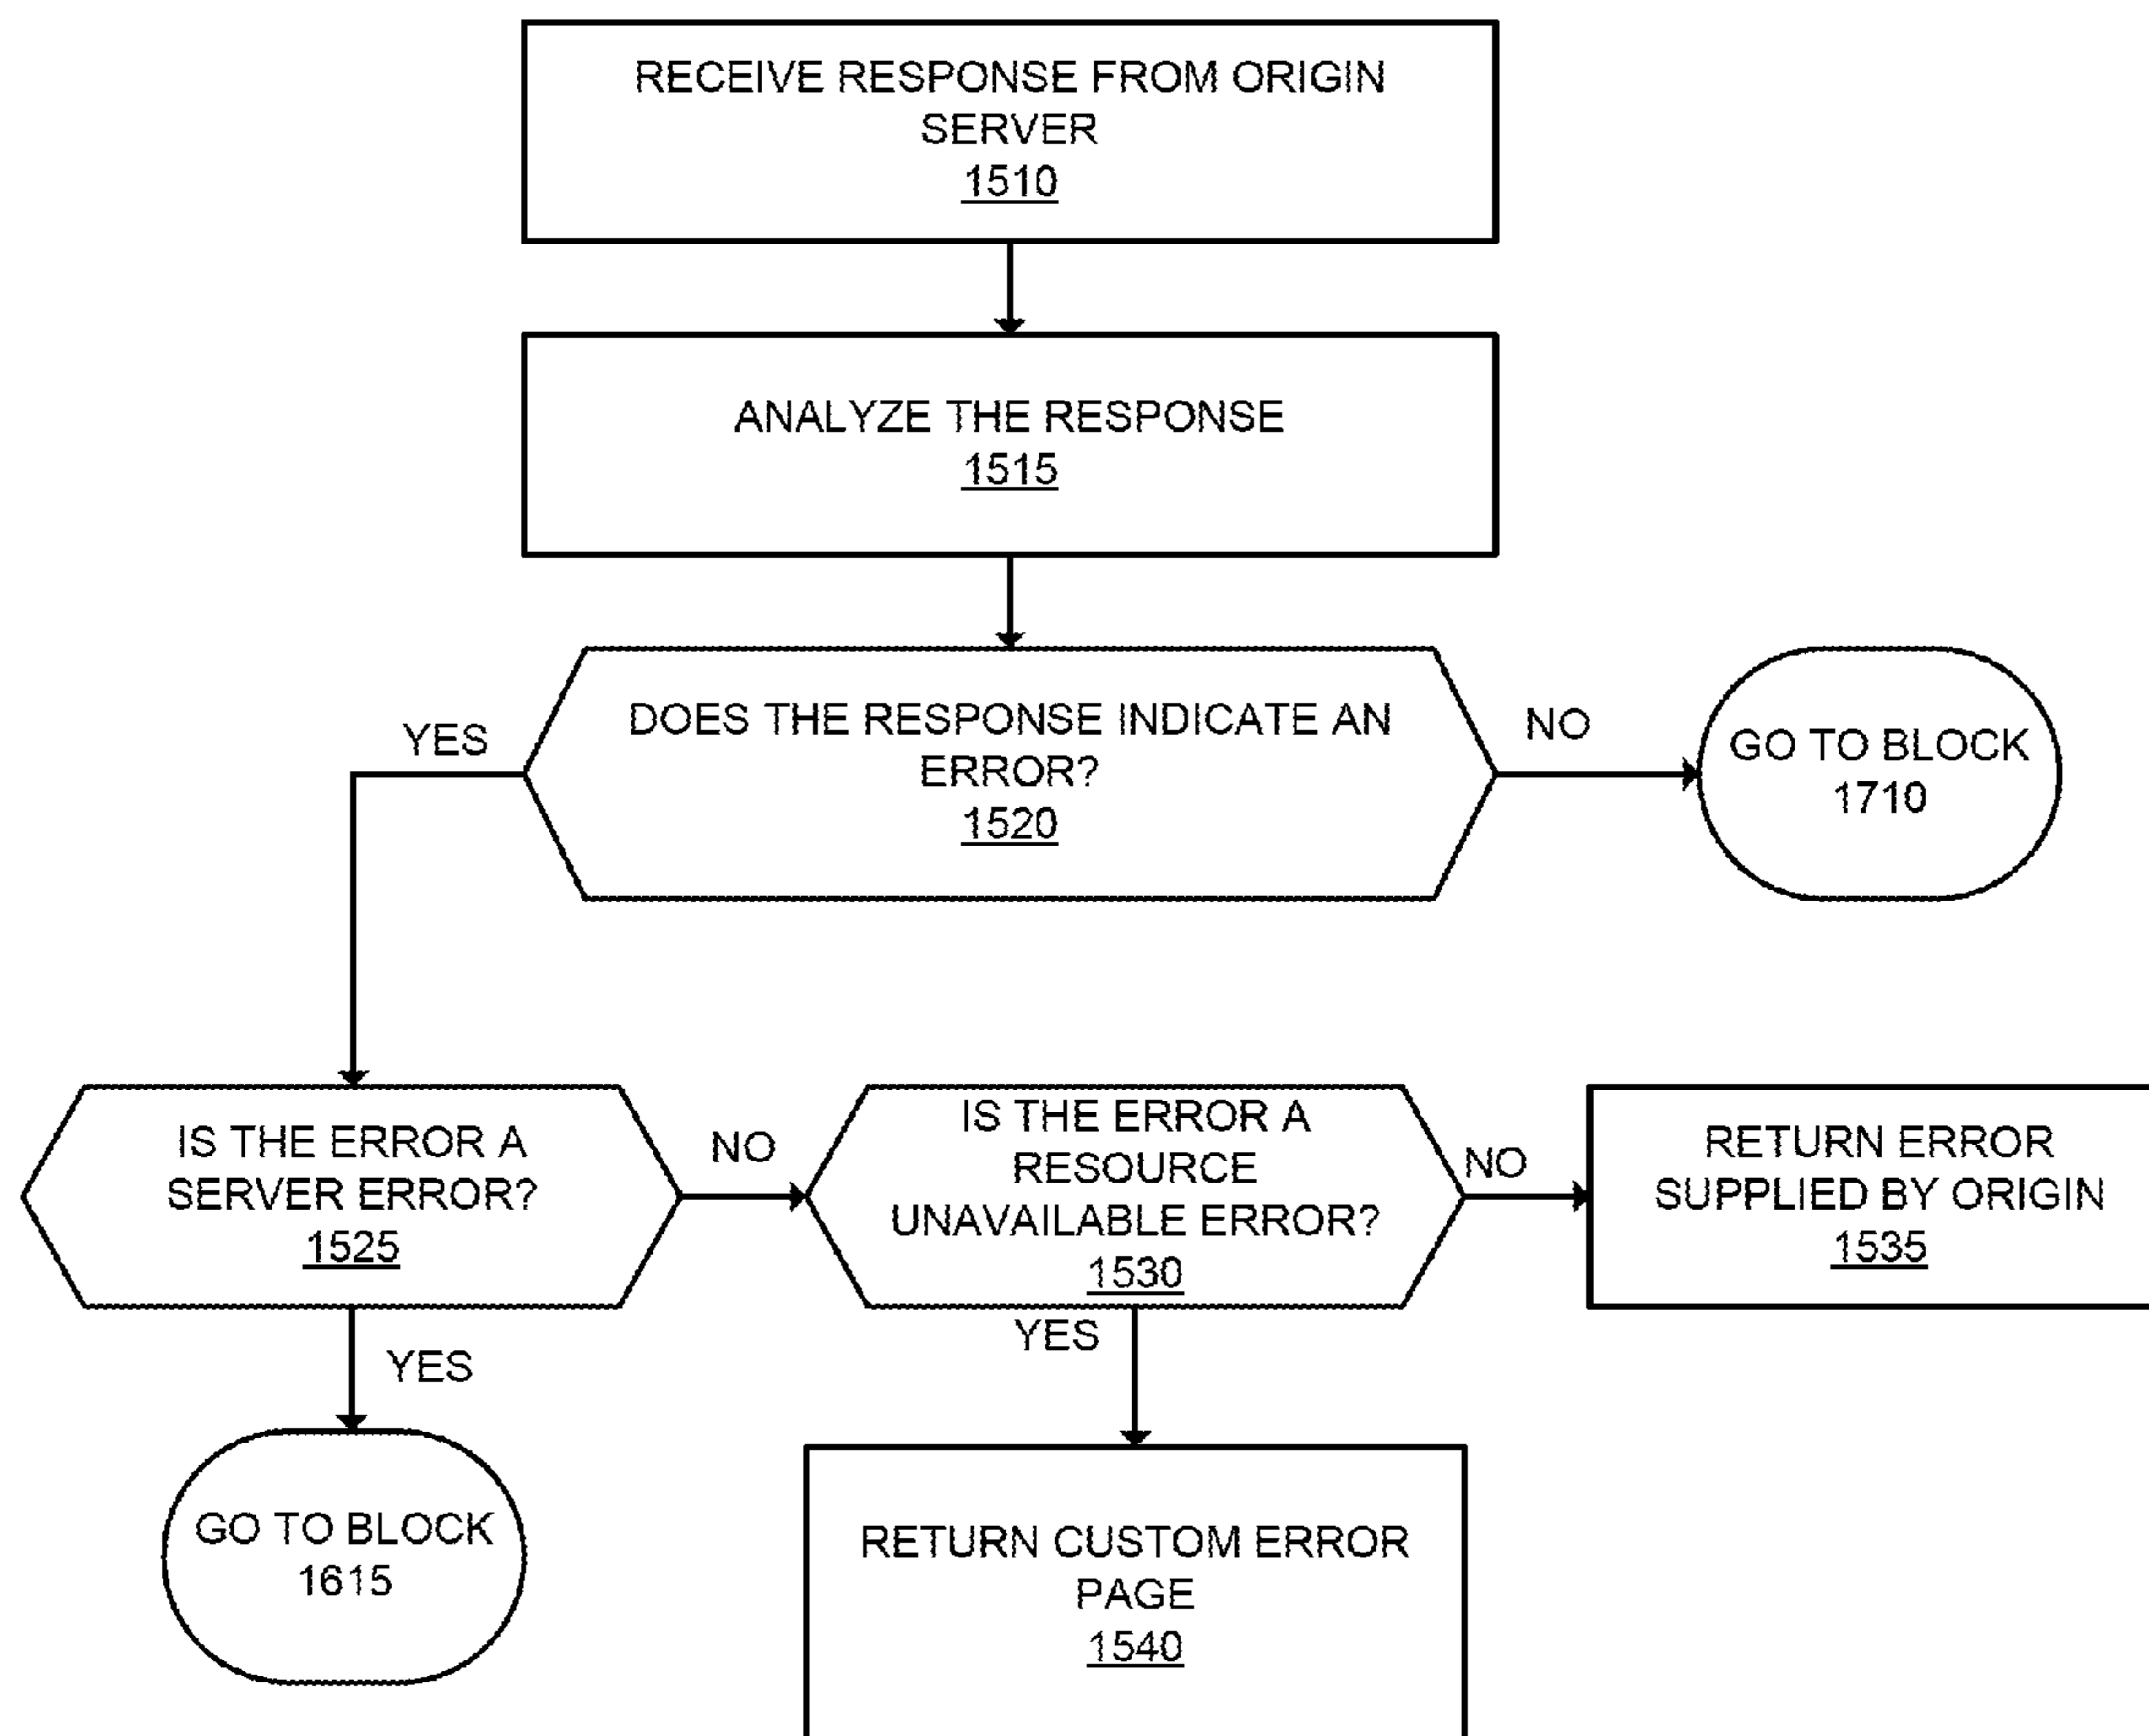 RECEIVE RESPONSE FROM ORIGIN
SERVER
1510
ANALYZE THE RESPONSE
1515
DOES THE RESPONSE INDICATE AN
ERROR?
1520
YES
NO
GO TO BLOCK
1710
IS THE ERROR A
SERVER ERROR?
1525
NO
IS THE ERROR A
RESOURCE
UNAVAILABLE ERROR?
1530
NO
RETURN ERROR
SUPPLIED BY ORIGIN
1535
YES
YES
GO TO BLOCK
1615
RETURN CUSTOM ERROR
PAGE
1540